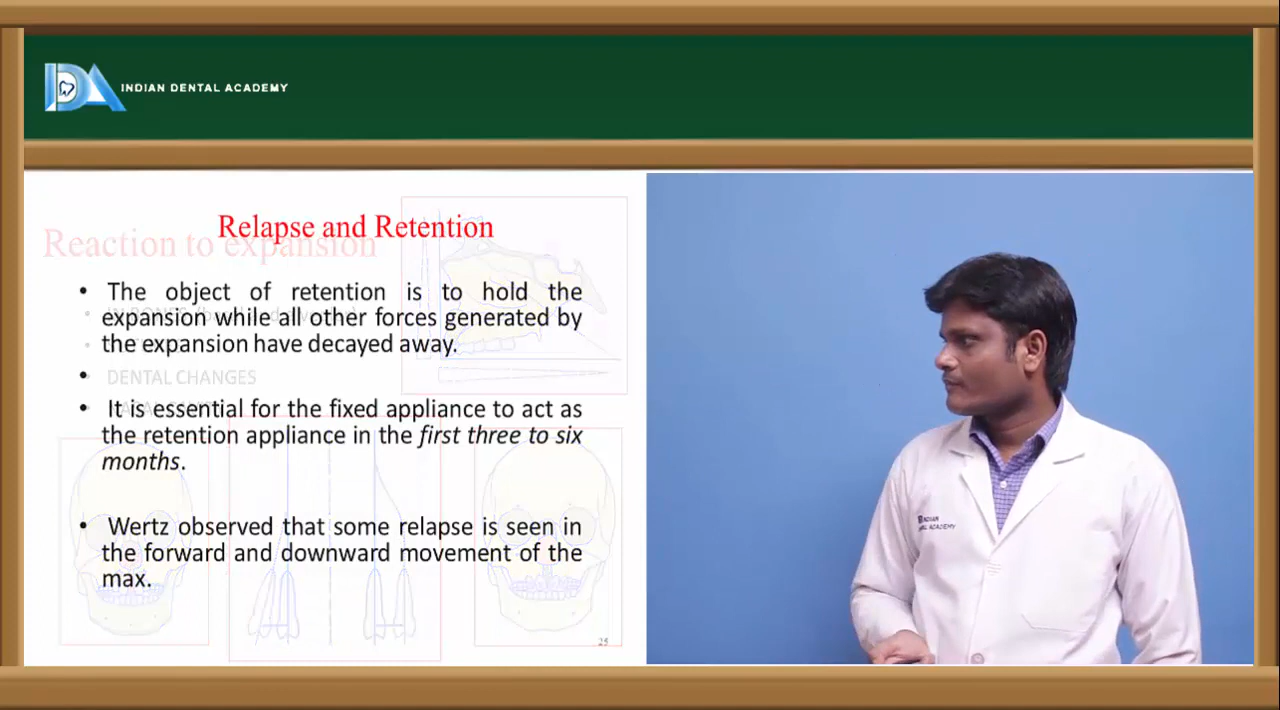 INDIAN DENTAL ACADEMY
Relapse and Retention
Reaction to expansion
• The object of retention is to hold the
expansion while all other forces generated by
the expansion have decayed away.
•
DENTAL CHANGES
• It is essential for the fixed appliance to act as
the retention appliance in the first three to six
months.
• Wertz observed that some relapse is seen in
the forward and downward movement of the
max.
25
INDIAN
ACADEMY